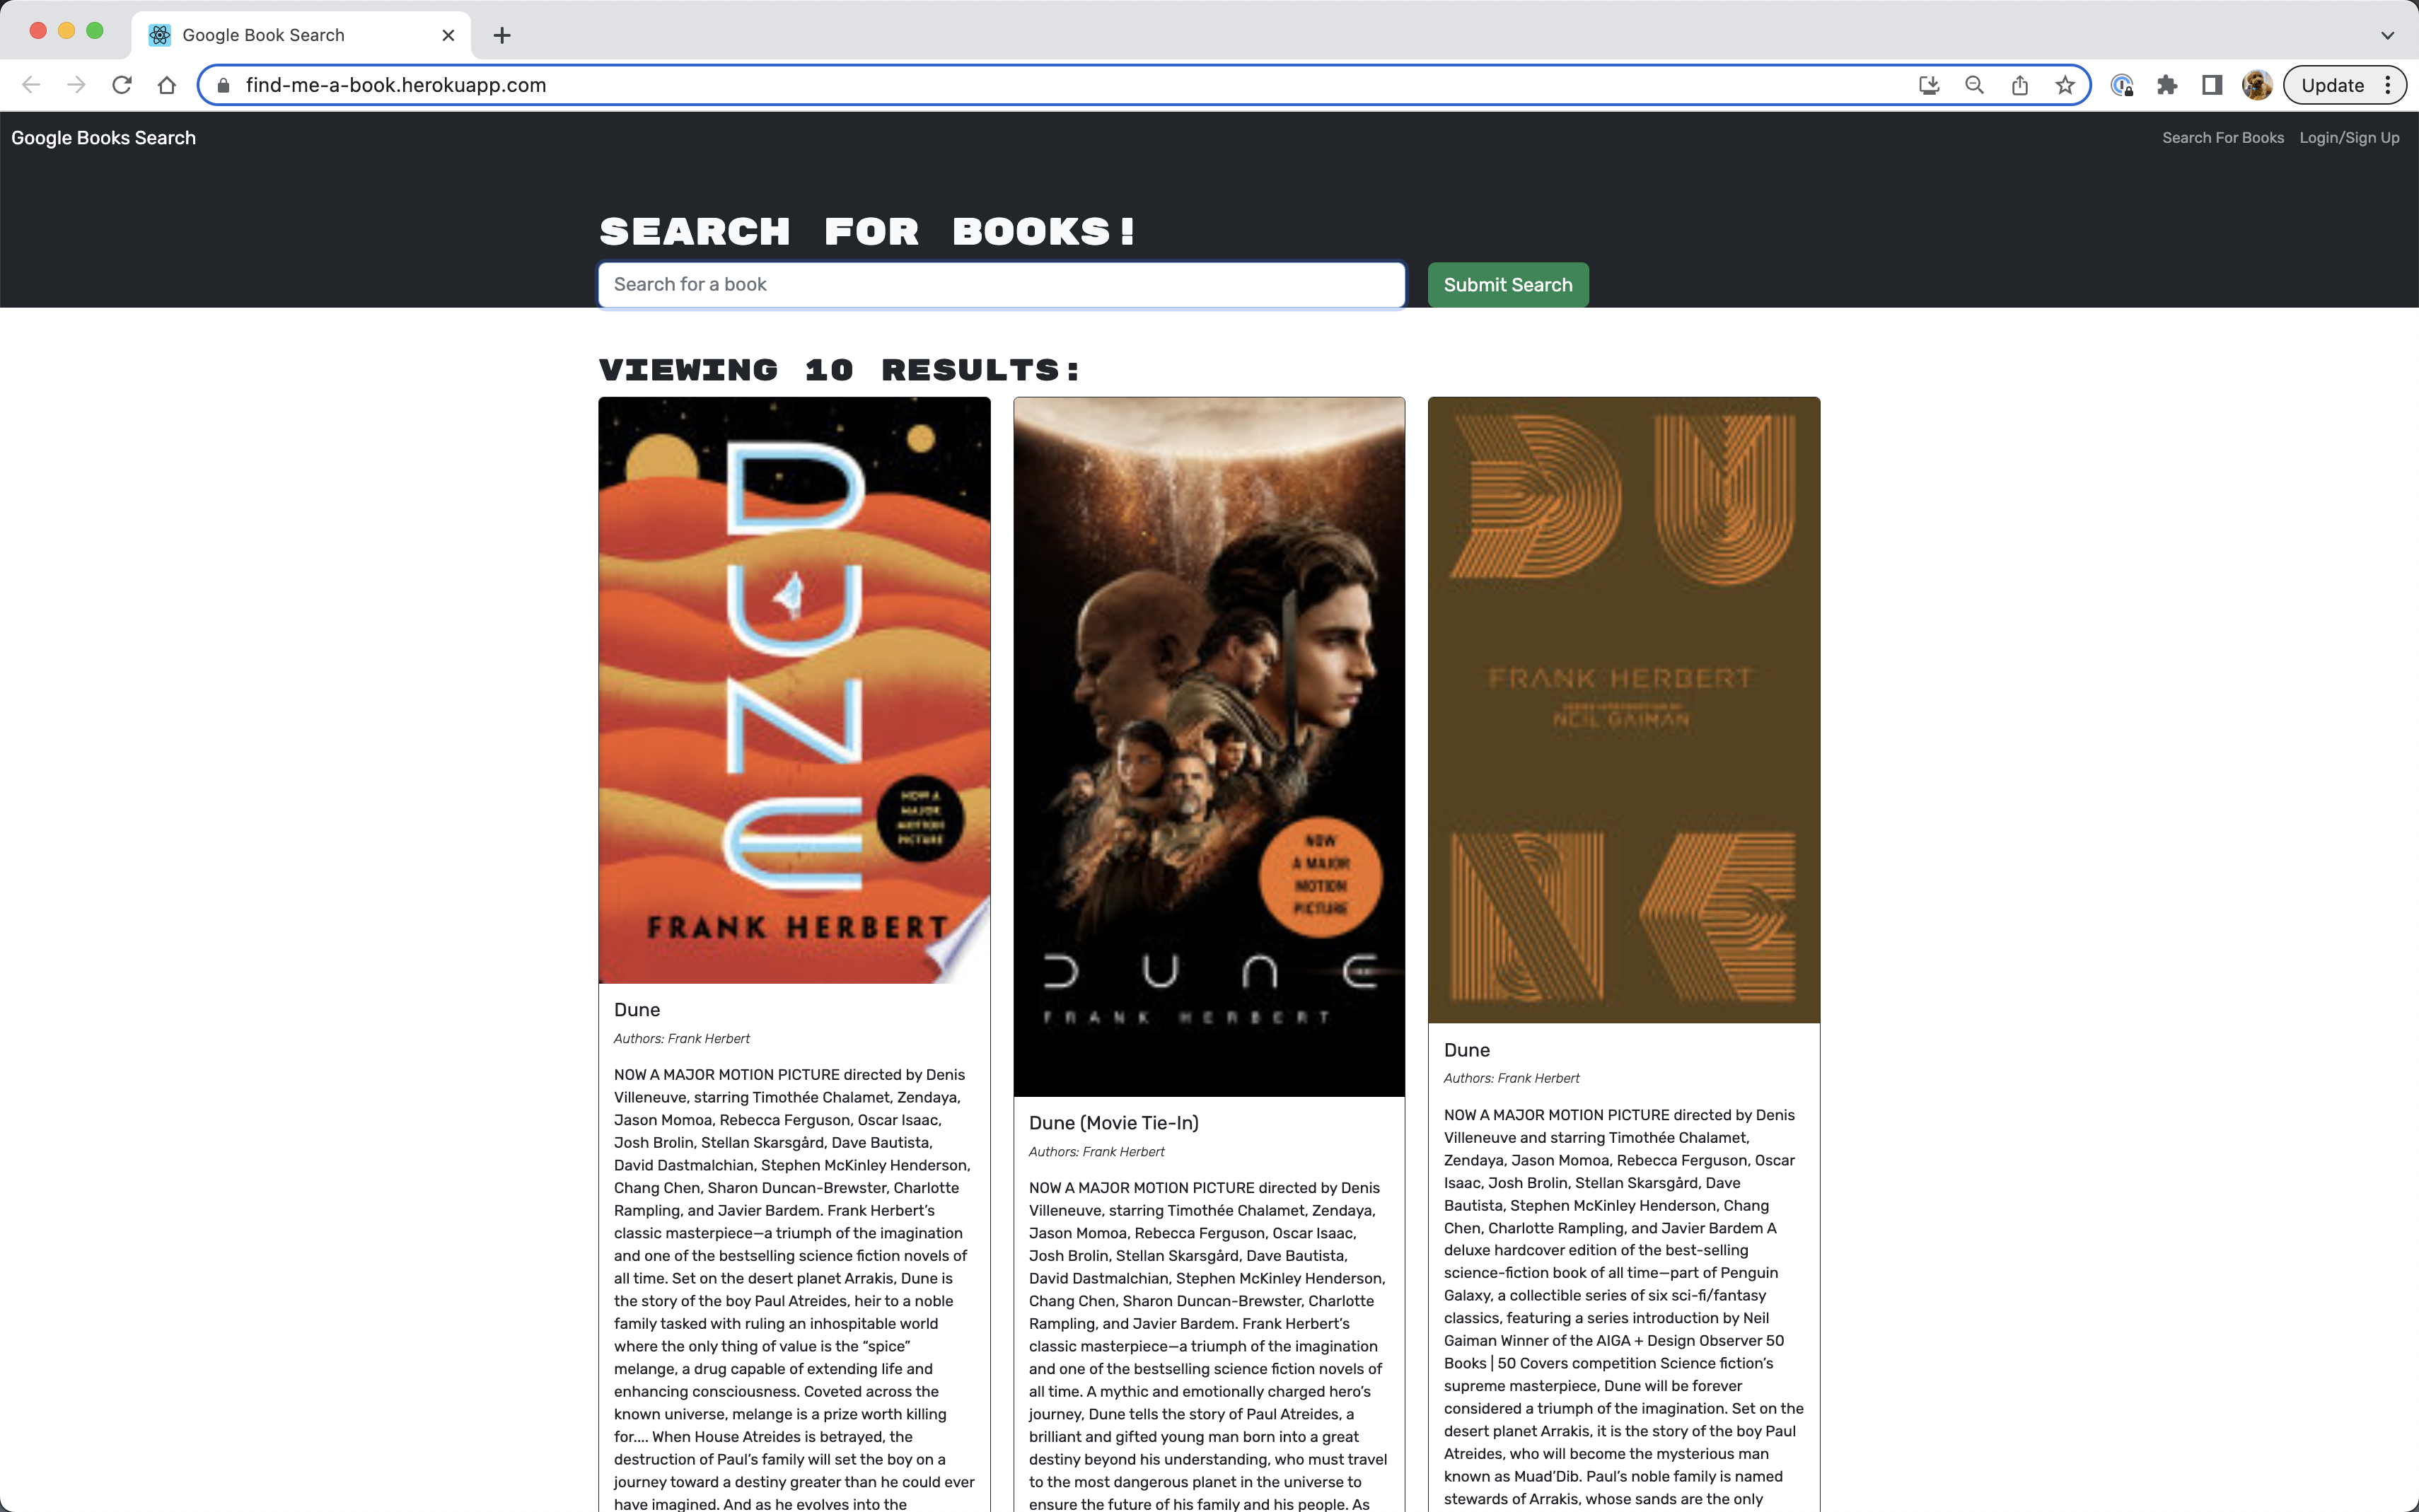 Google Book Search
find-me-a-book.herokuapp.com
Update
Google Books Search
Search For Books
Login/Sign Up
SEARCH FOR BOOKS!
Search for a book
Submit Search
VIEWING 10 RESULTS:
DUNE
NOW A
MAJOR
MOTION
PICTURE
FRANK HERBERT
Dune
Authors: Frank Herbert
NOW A MAJOR MOTION PICTURE directed by Denis
Villeneuve, starring Timothée Chalamet, Zendaya,
Jason Momoa, Rebecca Ferguson, Oscar Isaac,
Josh Brolin, Stellan Skarsgård, Dave Bautista,
David Dastmalchian, Stephen McKinley Henderson,
Chang Chen, Sharon Duncan-Brewster, Charlotte
Rampling, and Javier Bardem. Frank Herbert’s
classic masterpiece—a triumph of the imagination
and one of the bestselling science fiction novels of
all time. Set on the desert planet Arrakis, Dune is
the story of the boy Paul Atreides, heir to a noble
family tasked with ruling an inhospitable world
where the only thing of value is the “spice”
melange, a drug capable of extending life and
enhancing consciousness. Coveted across the
known universe, melange is a prize worth killing
for.... When House Atreides is betrayed, the
destruction of Paul’s family will set the boy on a
journey toward a destiny greater than he could ever
have imagined. And as he evolves into the
NOW
A MAJOR
MOTION
PICTURE
DUNE
FRANK HERBERT
Dune (Movie Tie-In)
Authors: Frank Herbert
NOW A MAJOR MOTION PICTURE directed by Denis
Villeneuve, starring Timothée Chalamet, Zendaya,
Jason Momoa, Rebecca Ferguson, Oscar Isaac,
Josh Brolin, Stellan Skarsgård, Dave Bautista,
David Dastmalchian, Stephen McKinley Henderson,
Chang Chen, Sharon Duncan-Brewster, Charlotte
Rampling, and Javier Bardem. Frank Herbert’s
classic masterpiece—a triumph of the imagination
and one of the bestselling science fiction novels of
all time. A mythic and emotionally charged hero’s
journey, Dune tells the story of Paul Atreides, a
brilliant and gifted young man born into a great
destiny beyond his understanding, who must travel
to the most dangerous planet in the universe to
ensure the future of his family and his people. As
DU
FRANK HERBERT
NEIL GAIMAN
NE
Dune
Authors: Frank Herbert
NOW A MAJOR MOTION PICTURE directed by Denis
Villeneuve and starring Timothée Chalamet,
Zendaya, Jason Momoa, Rebecca Ferguson, Oscar
Isaac, Josh Brolin, Stellan Skarsgård, Dave
Bautista, Stephen McKinley Henderson, Chang
Chen, Charlotte Rampling, and Javier Bardem A
deluxe hardcover edition of the best-selling
science-fiction book of all time—part of Penguin
Galaxy, a collectible series of six sci-fi/fantasy
classics, featuring a series introduction by Neil
Gaiman Winner of the AIGA + Design Observer 50
Books | 50 Covers competition Science fiction’s
supreme masterpiece, Dune will be forever
considered a triumph of the imagination. Set on the
desert planet Arrakis, it is the story of the boy Paul
Atreides, who will become the mysterious man
known as Muad’Dib. Paul’s noble family is named
stewards of Arrakis, whose sands are the only